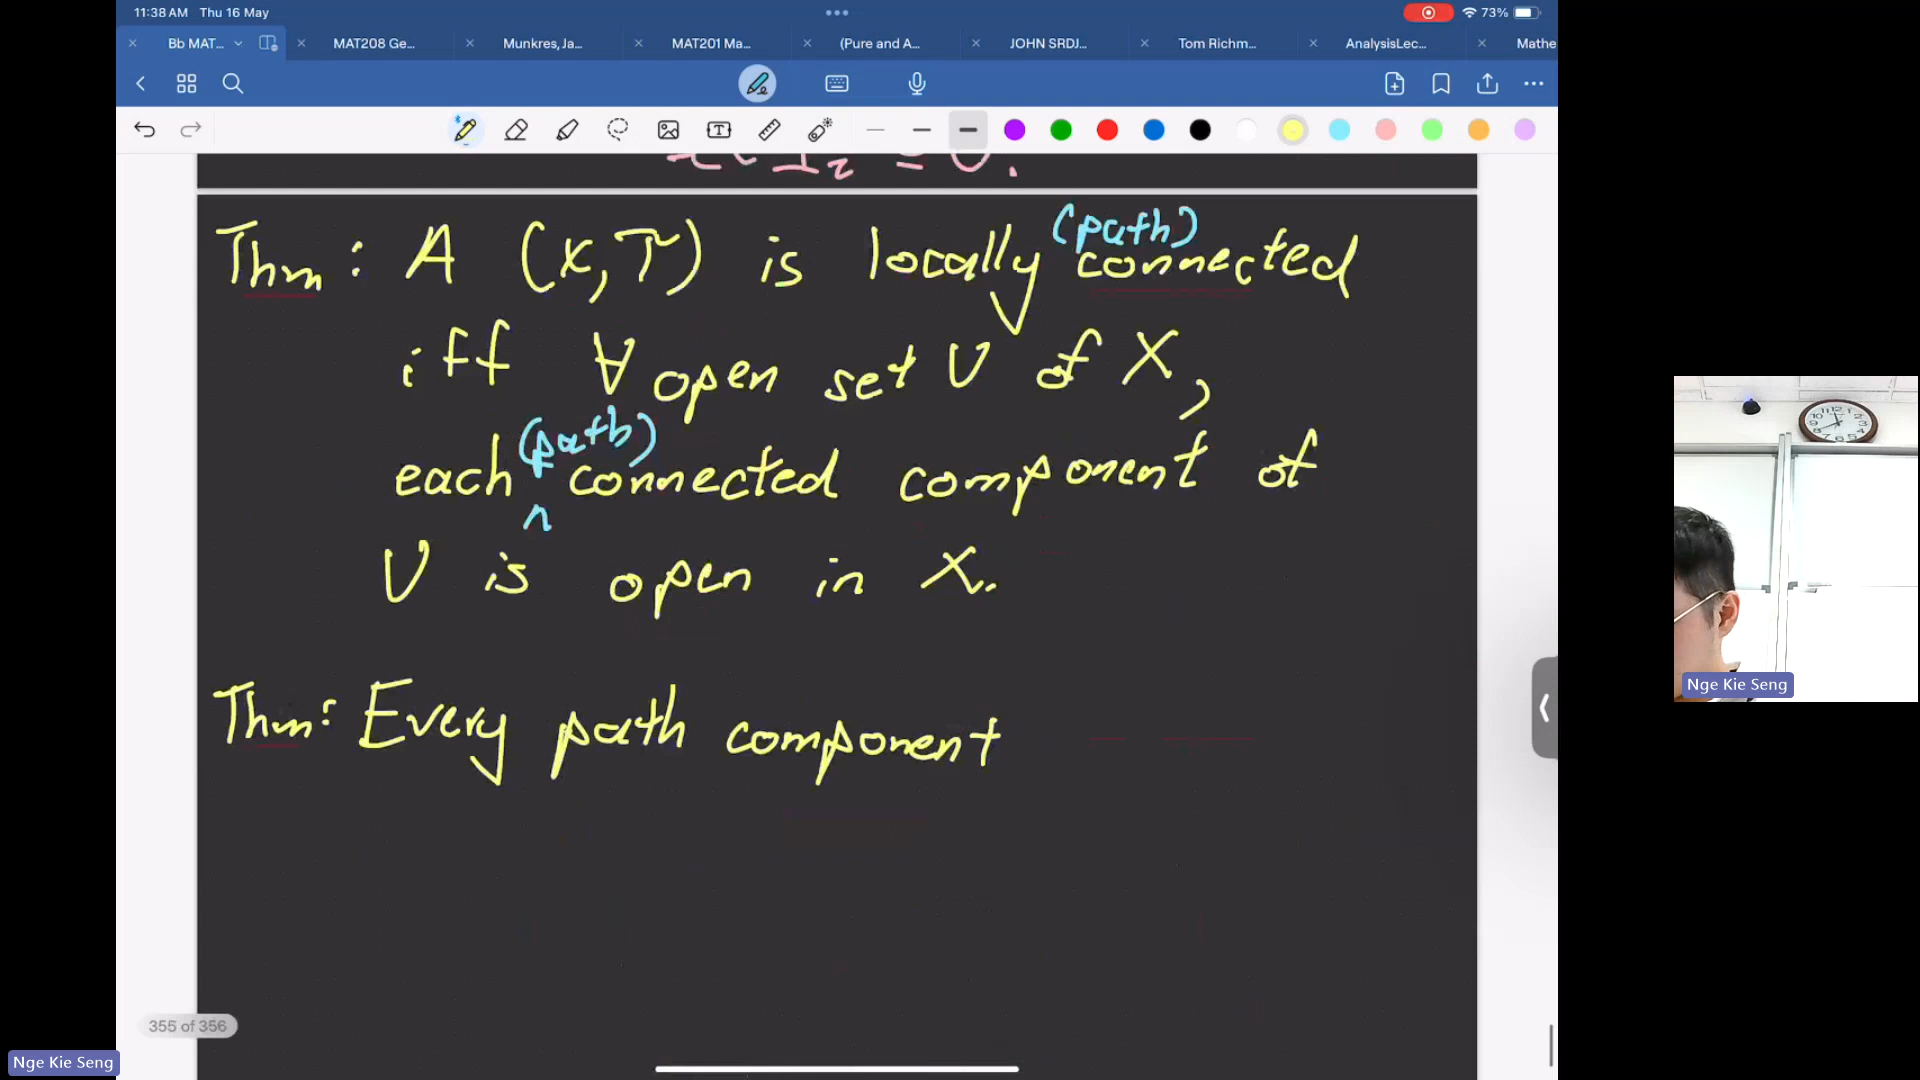 11:38 AM Thu 16 May
73%
Bb MAT...
MAT208 Ge...
Munkres, Ja...
MAT201 Ma...
(Pure and A...
JOHN SRDJ...
Tom Richm...
AnalysisLec...
Mathe
Thm: A (X,T) is locally (path) connected
iff ∀ open set U of X,
each (path) connected component of
U is open in X.
Thm: Every path component
355 of 356
Nge Kie Seng
Nge Kie Seng